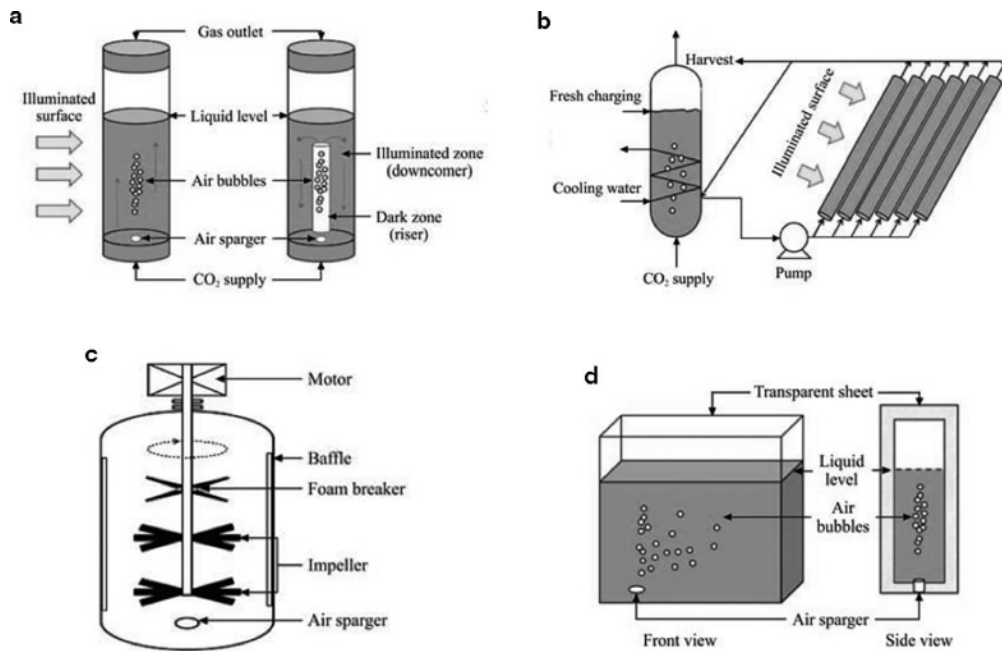 a
Gas outlet
Illuminated
surface
Liquid level
Illuminated zone
(downcomer)
Air bubbles
Dark zone
(riser)
Air sparger
CO₂ supply
b
Harvest
Fresh charging
Illuminated surface
Cooling water
Pump
CO₂ supply
c
Motor
Baffle
Foam breaker
Impeller
Air sparger
d
Transparent sheet
Liquid
level
Air
bubbles
Air sparger
Front view
Side view